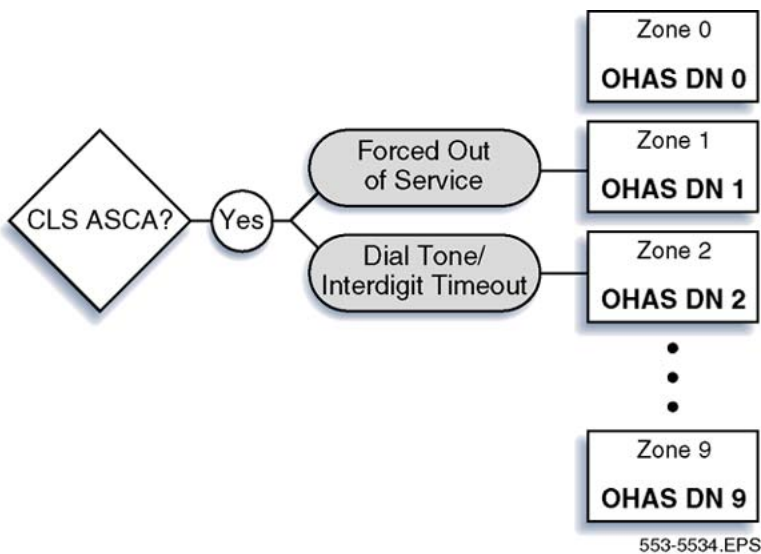 CLS ASCA?
Yes
Forced Out
of Service
Dial Tone/
Interdigit Timeout
Zone 0
OHAS DN 0
Zone 1
OHAS DN 1
Zone 2
OHAS DN 2
Zone 9
OHAS DN 9
553-5534.EPS